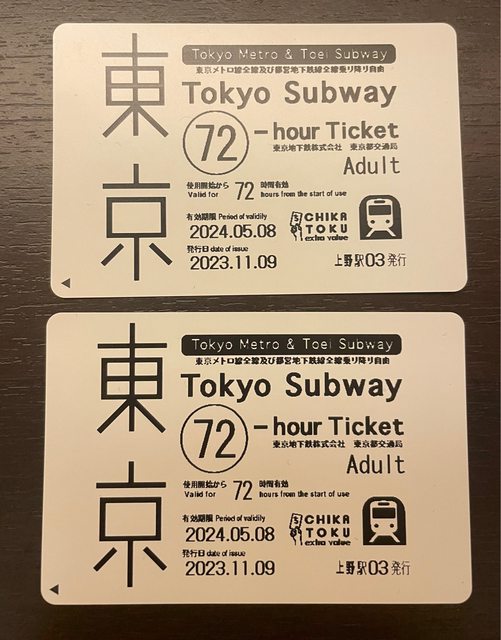 東京
Tokyo Metro & Toei Subway
東京メトロ線全線及び都営地下鉄線全線乗り降り自由
Tokyo Subway
72 -hour Ticket
東京地下鉄株式会社 東京都交通局
Adult
使用開始から 72 時間有効
Valid for hours from the start of use
有効期限 Period of validity
2024.05.08
発行日 date of issue
2023.11.09
CHIKA
TOKU
extra value
上野駅03発行
東京
Tokyo Metro & Toei Subway
東京メトロ線全線及び都営地下鉄線全線乗り降り自由
Tokyo Subway
72 -hour Ticket
東京地下鉄株式会社 東京都交通局
Adult
使用開始から 72 時間有効
Valid for hours from the start of use
有効期限 Period of validity
2024.05.08
発行日 date of issue
2023.11.09
CHIKA
TOKU
extra value
上野駅03発行